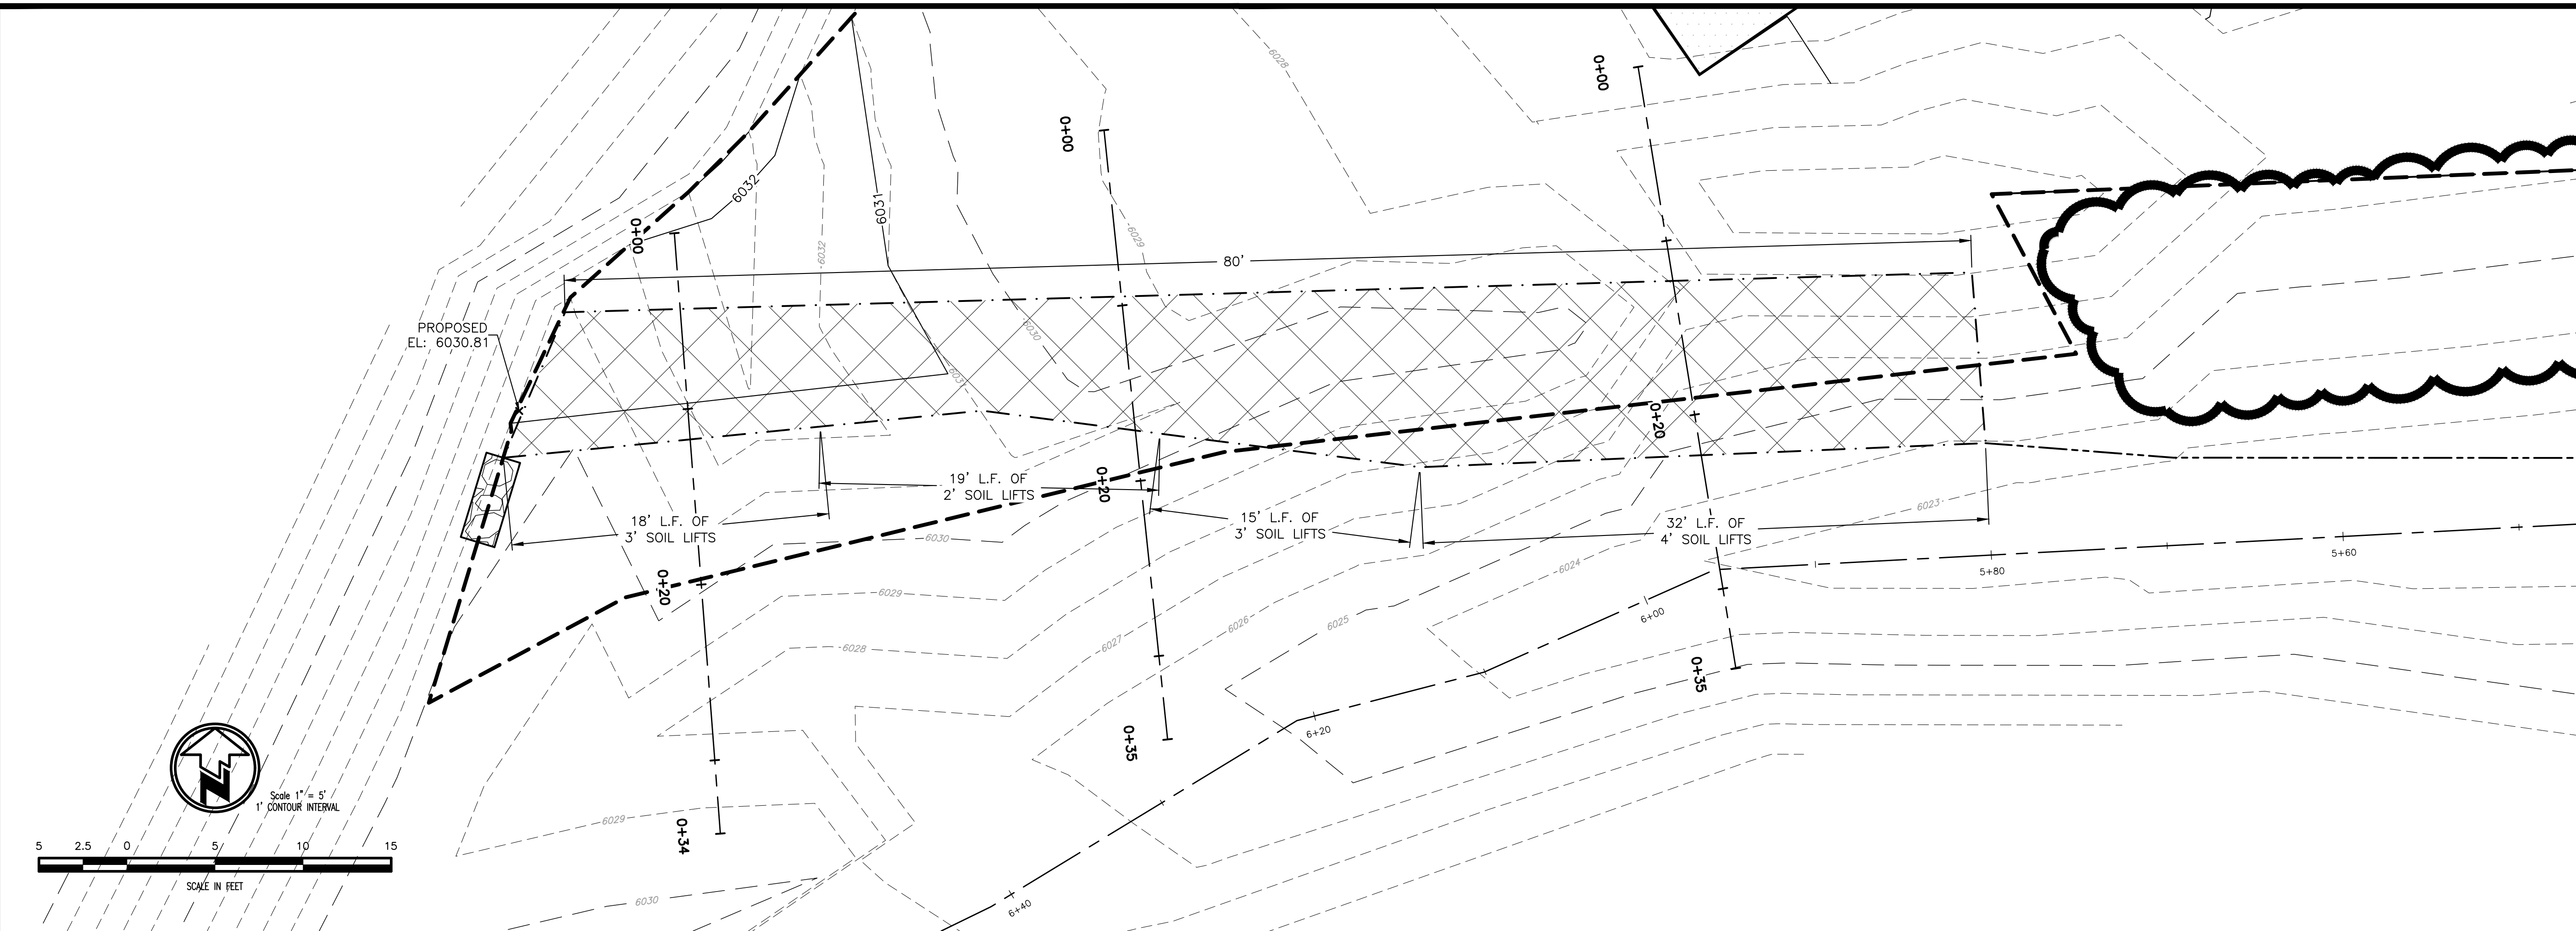 6028
0+00
0+00
6032
6031
0+00
6029
6032
80'
PROPOSED
EL: 6030.81
6030
6031
0+20
0+20
19' L.F. OF
2' SOIL LIFTS
18' L.F. OF
3' SOIL LIFTS
15' L.F. OF
3' SOIL LIFTS
32' L.F. OF
4' SOIL LIFTS
6023
6030
5+60
5+80
6024
0+20
6029
6+00
6025
6026
6027
6028
0+35
6+20
0+35
Scale 1" = 5'
1' CONTOUR INTERVAL
6029
0+34
5 2.5 0 5 10 15
SCALE IN FEET
6030
6+40